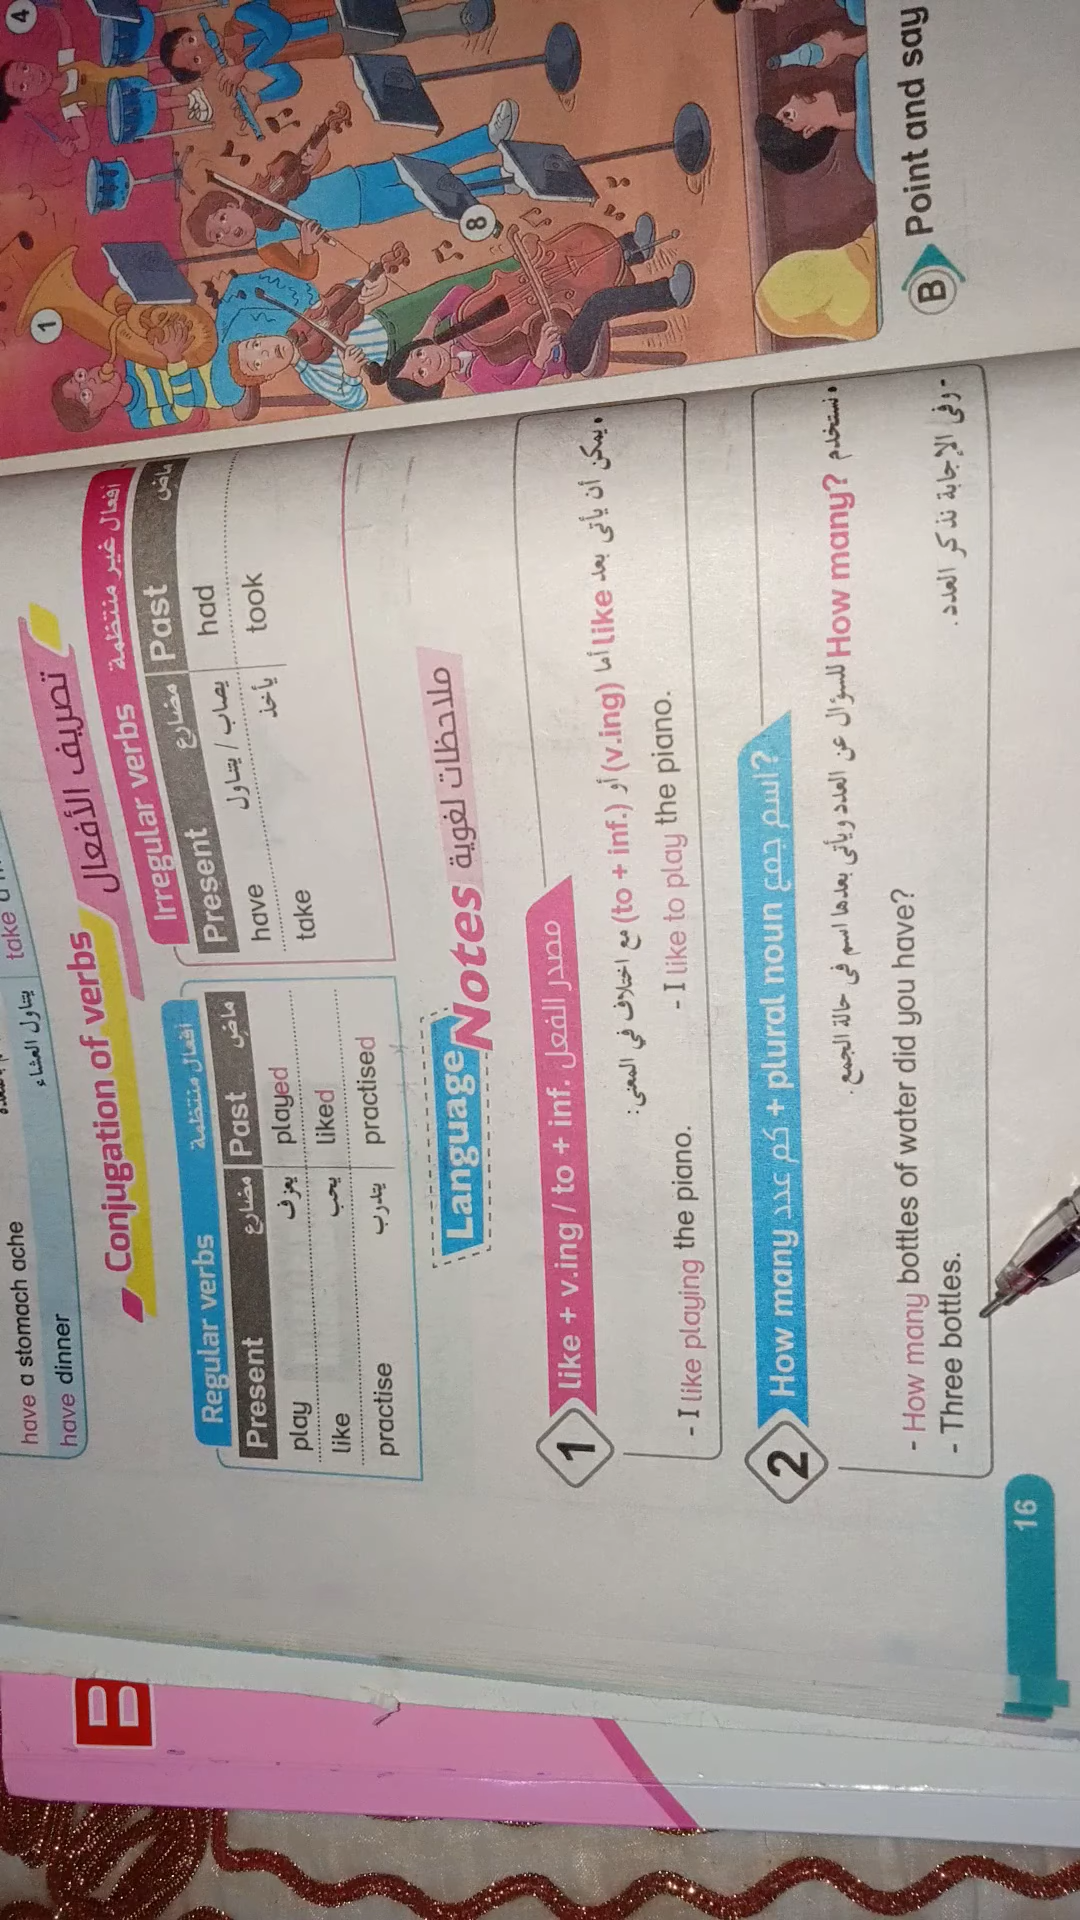 have a stomach ache
have dinner يتناول العشاء take
Conjugation of verbs تصريف الأفعال
Regular verbs أفعال منتظمة
Present مضارع Past ماض
play يعزف played
like يحب liked
practise يتدرب practised
Irregular verbs أفعال غير منتظمة
Present مضارع Past ماض
have يصاب / يتناول had
take يأخذ took
Language Notes ملاحظات لغوية
1 like + v.ing / to + inf. مصدر الفعل
• يمكن أن يأتى بعد like أما (v.ing) أو (to + inf.) مع اختلاف في المعنى:
- I like playing the piano. - I like to play the piano.
2 How many كم عدد + plural noun اسم جمع?
• نستخدم How many? للسؤال عن العدد ويأتى بعدها اسم فى حالة الجمع.
- How many bottles of water did you have?
- Three bottles. - وفى الإجابة نذكر العدد.
16
1
4
8
B Point and say
B